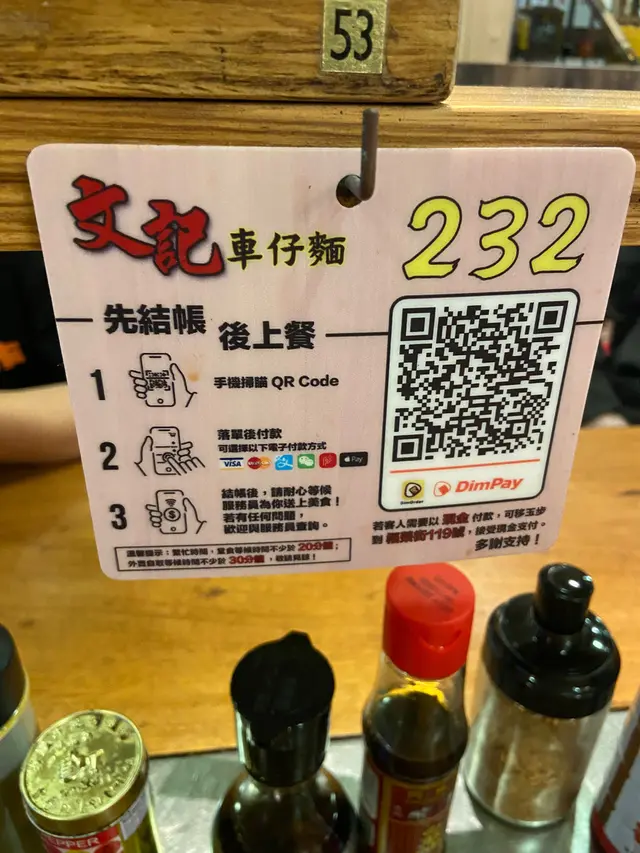 53
文記 車仔麵
232
先結帳 後上餐
1 手機掃瞄 QR Code
2 落單後付款
可選擇以下電子付款方式
VISA Pay
3 結帳後，請耐心等候
服務員為你送上美食！
若有任何問題，
歡迎與服務員查詢。
溫馨提示：繁忙時間，堂食等候時間不少於 20分鐘；
外賣自取等候時間不少於 30分鐘，敬請見諒！
DimOrder DimPay
若客人需要以 現金 付款，可移玉步
到 福榮街119號，接受現金支付。
多謝支持！
PEPPER